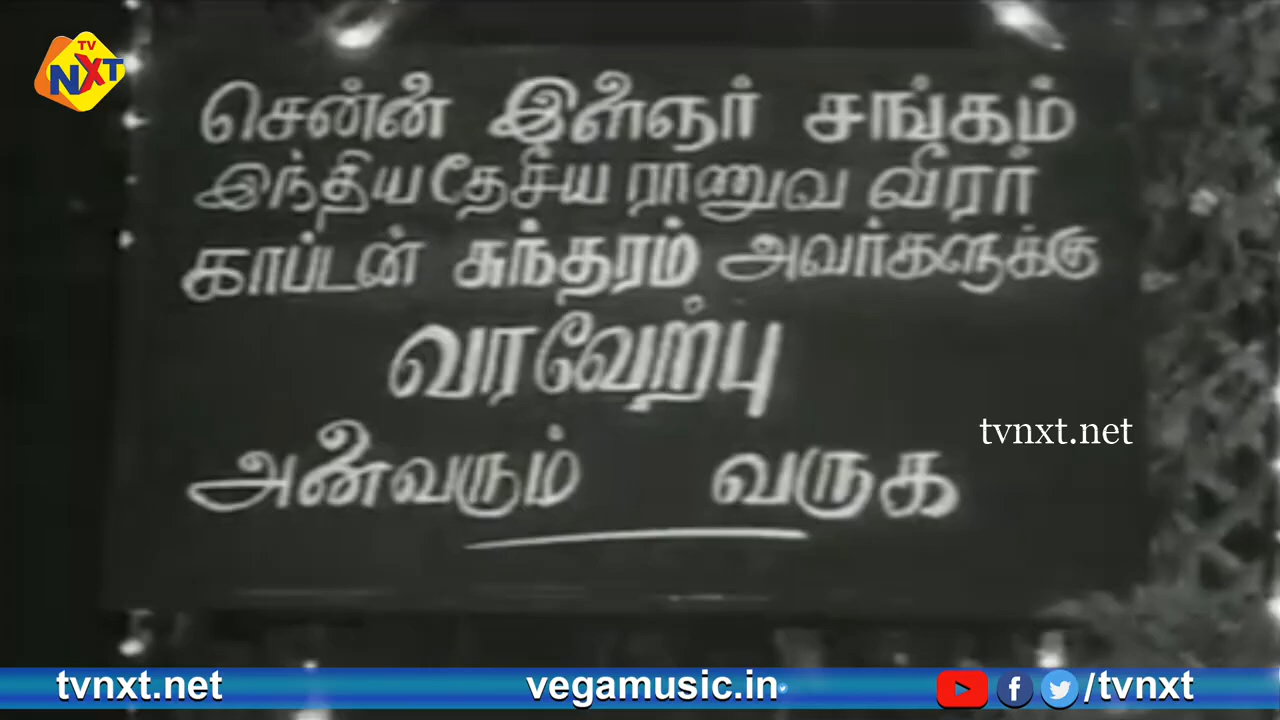 TV
NXT
சென்னை இளைஞர் சங்கம்
இந்திய தேசிய ராணுவ வீரர்
காப்டன் சுந்தரம் அவர்களுக்கு
வரவேற்பு
tvnxt.net
அனைவரும் வருக
tvnxt.net vegamusic.in /tvnxt